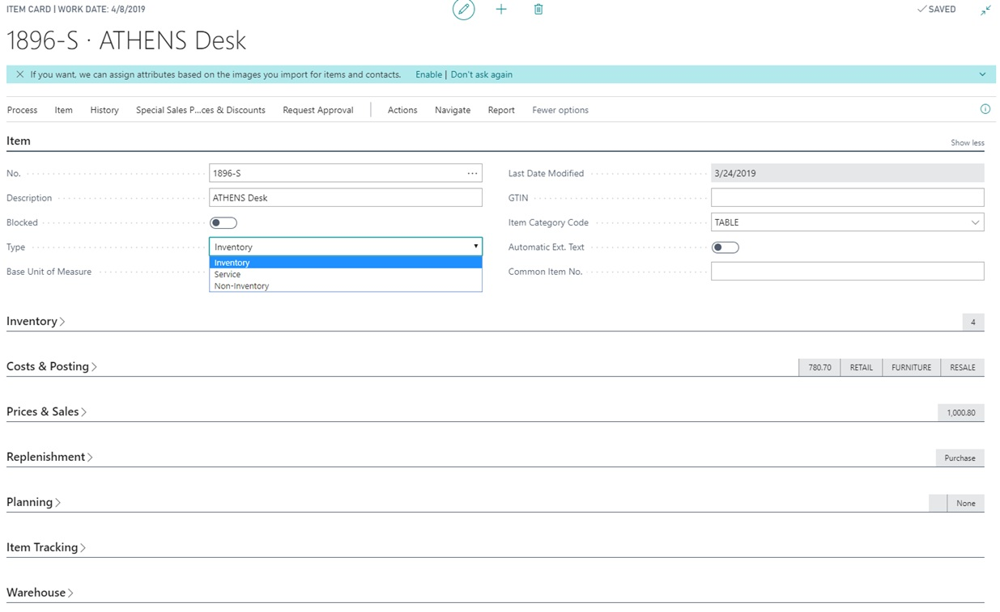 ITEM CARD | WORK DATE: 4/8/2019
SAVED
1896-S · ATHENS Desk
If you want, we can assign attributes based on the images you import for items and contacts. Enable | Don't ask again
Process Item History Special Sales P...ces & Discounts Request Approval Actions Navigate Report Fewer options
Item
Show less
No. 1896-S ...
Last Date Modified 3/24/2019
Description ATHENS Desk
GTIN
Blocked
Item Category Code TABLE
Type Inventory
Automatic Ext. Text
Inventory
Service
Non-Inventory
Base Unit of Measure
Common Item No.
Inventory 4
Costs & Posting 780.70 RETAIL FURNITURE RESALE
Prices & Sales 1,000.80
Replenishment Purchase
Planning None
Item Tracking
Warehouse